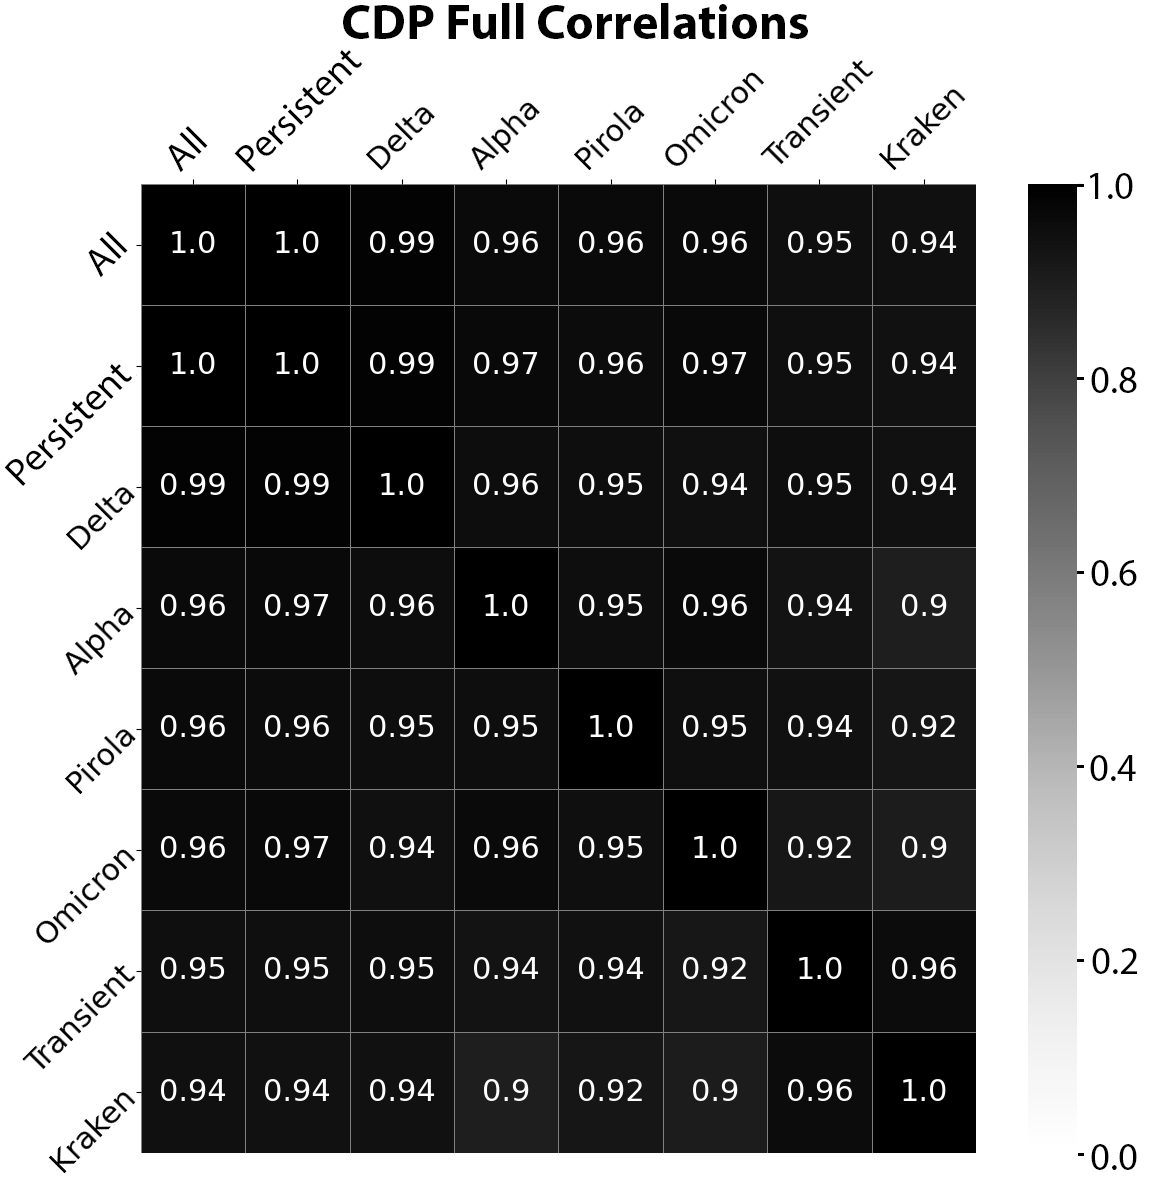 CDP Full Correlations
All Persistent Delta Alpha Pirola Omicron Transient Kraken
All 1.0 1.0 0.99 0.96 0.96 0.96 0.95 0.94
Persistent 1.0 1.0 0.99 0.97 0.96 0.97 0.95 0.94
Delta 0.99 0.99 1.0 0.96 0.95 0.94 0.95 0.94
Alpha 0.96 0.97 0.96 1.0 0.95 0.96 0.94 0.9
Pirola 0.96 0.96 0.95 0.95 1.0 0.95 0.94 0.92
Omicron 0.96 0.97 0.94 0.96 0.95 1.0 0.92 0.9
Transient 0.95 0.95 0.95 0.94 0.94 0.92 1.0 0.96
Kraken 0.94 0.94 0.94 0.9 0.92 0.9 0.96 1.0
1.0
0.8
0.6
0.4
0.2
0.0